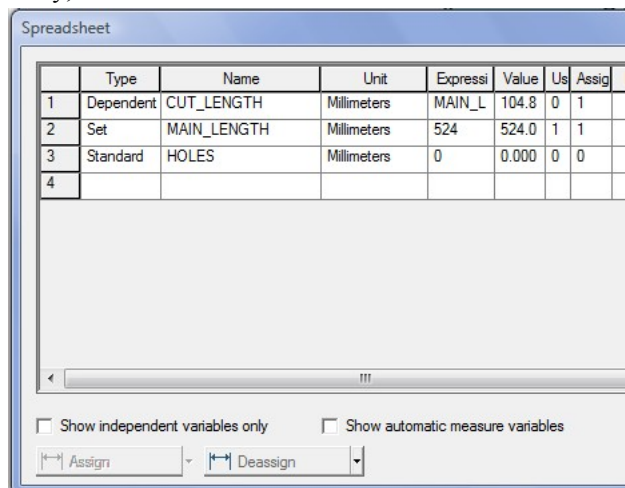 Spreadsheet
Type Name Unit Expressi Value Us Assig
1 Dependent CUT_LENGTH Millimeters MAIN_L 104.8 0 1
2 Set MAIN_LENGTH Millimeters 524 524.0 1 1
3 Standard HOLES Millimeters 0 0.000 0 0
4
Show independent variables only Show automatic measure variables
Assign Deassign